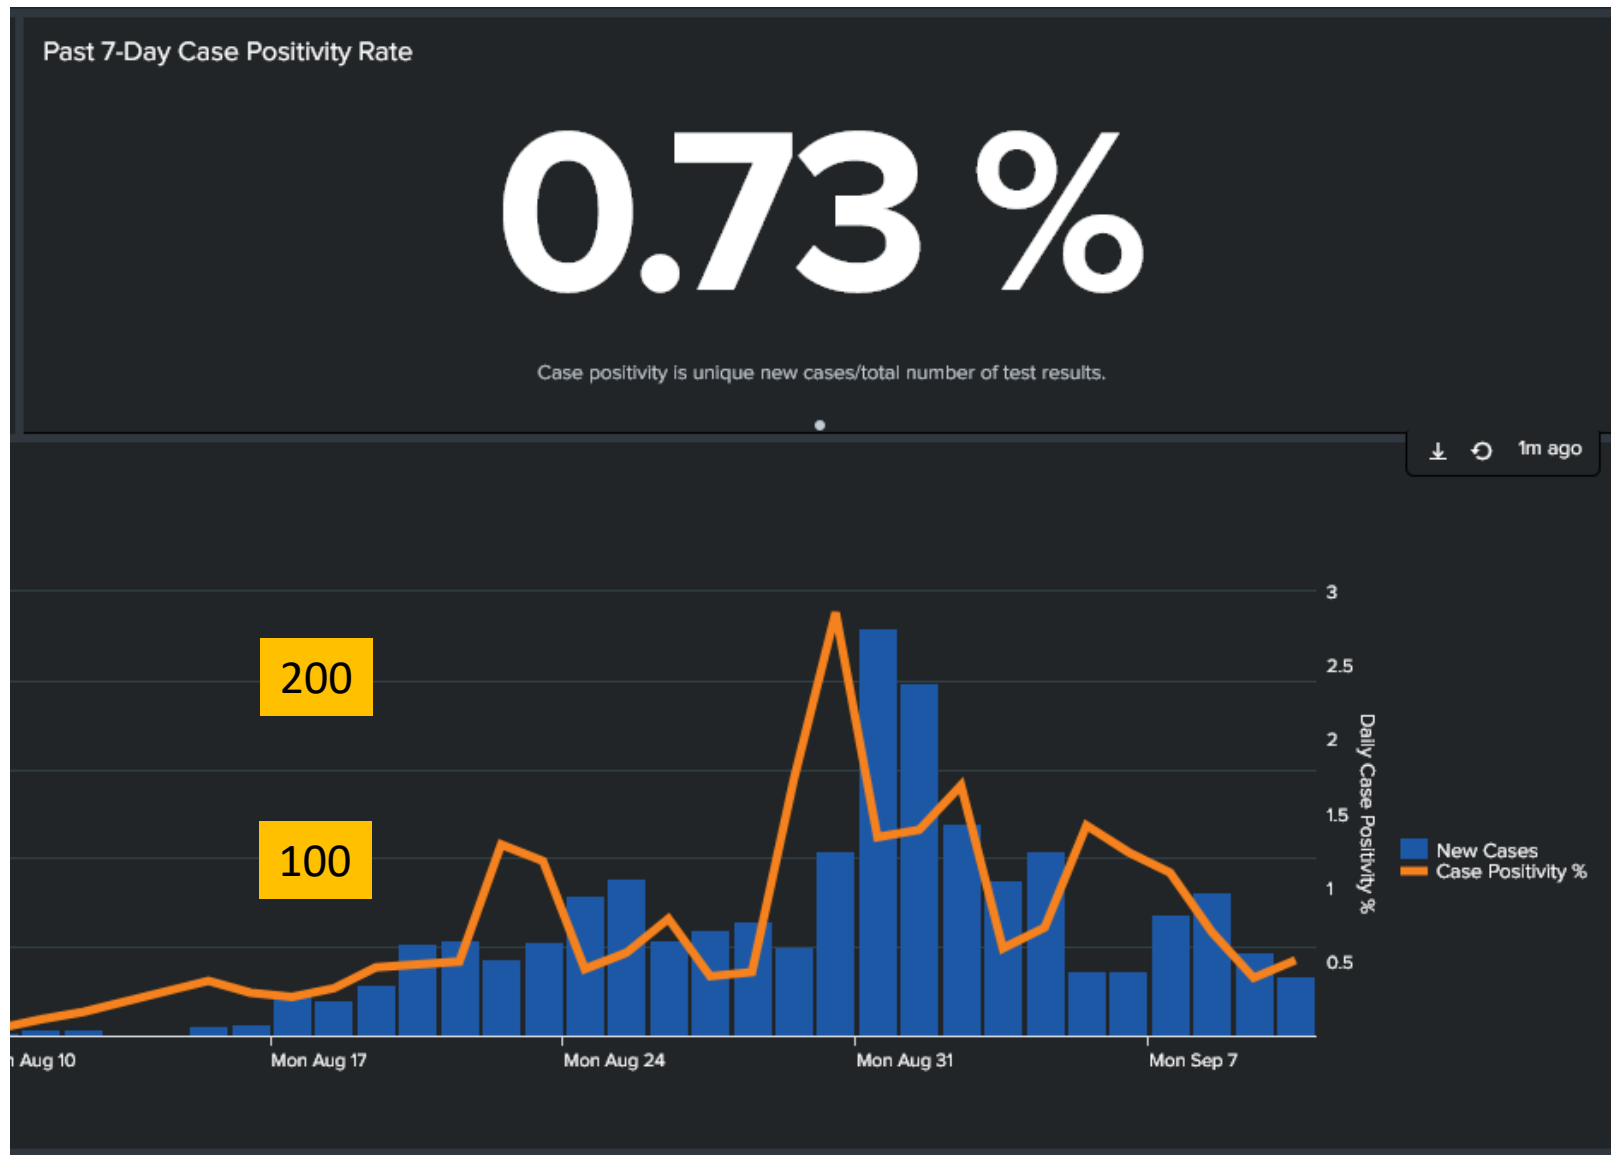 Past 7-Day Case Positivity Rate
0.73 %
Case positivity is unique new cases/total number of test results.
1m ago
3
200
2.5
2
1.5
100
1
0.5
Daily Case Positivity %
New Cases
Case Positivity %
Aug 10
Mon Aug 17
Mon Aug 24
Mon Aug 31
Mon Sep 7